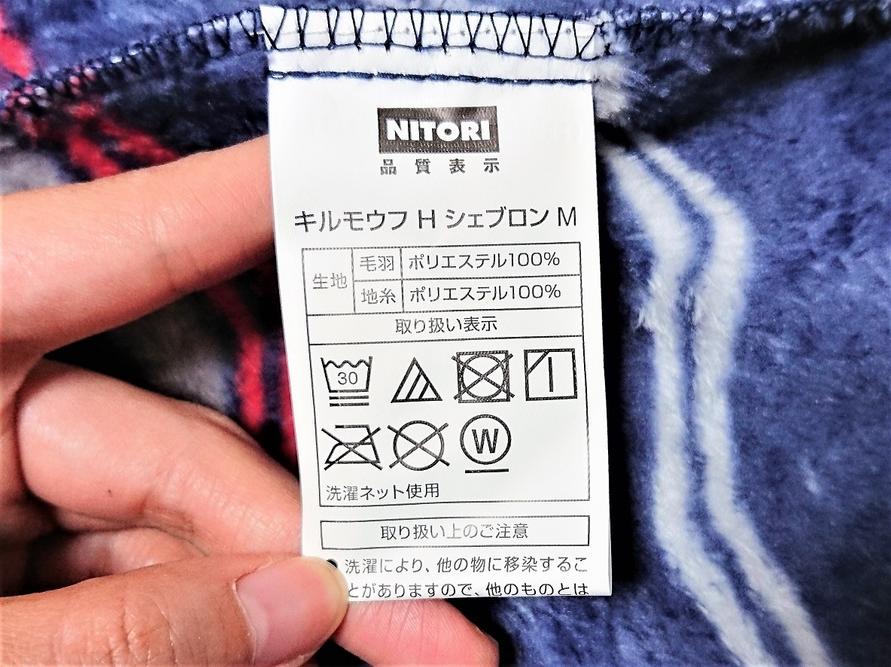 NITORI
品質表示
キルモウフ H シェブロン M
生地 毛羽 ポリエステル100%
地糸 ポリエステル100%
取り扱い表示
30
W
洗濯ネット使用
取り扱い上のご注意
●洗濯により、他の物に移染するこ
とがありますので、他のものとは